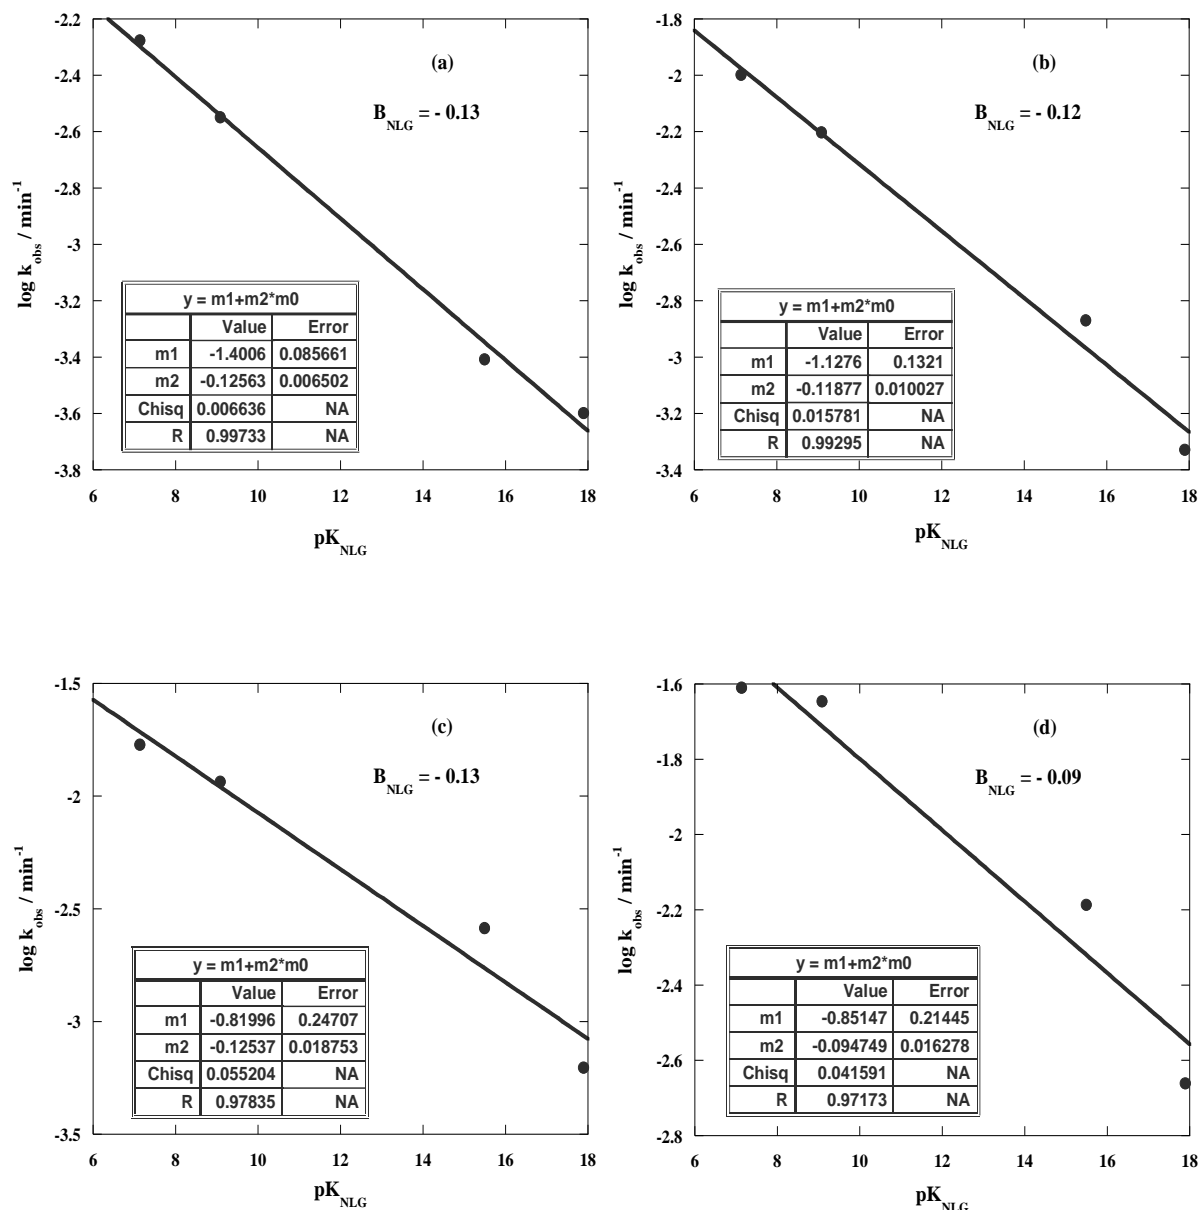 (a)
B_NLG = - 0.13
log k_obs / min^-1
-2.2
-2.4
-2.6
-2.8
-3
-3.2
-3.4
-3.6
-3.8
y = m1+m2*m0
Value Error
m1 -1.4006 0.085661
m2 -0.12563 0.006502
Chisq 0.006636 NA
R 0.99733 NA
6 8 10 12 14 16 18
pK_NLG
(b)
B_NLG = - 0.12
log k_obs / min^-1
-1.8
-2
-2.2
-2.4
-2.6
-2.8
-3
-3.2
-3.4
y = m1+m2*m0
Value Error
m1 -1.1276 0.1321
m2 -0.11877 0.010027
Chisq 0.015781 NA
R 0.99295 NA
6 8 10 12 14 16 18
pK_NLG
(c)
B_NLG = - 0.13
log k_obs / min^-1
-1.5
-2
-2.5
-3
-3.5
y = m1+m2*m0
Value Error
m1 -0.81996 0.24707
m2 -0.12537 0.018753
Chisq 0.055204 NA
R 0.97835 NA
6 8 10 12 14 16 18
pK_NLG
(d)
B_NLG = - 0.09
log k_obs / min^-1
-1.6
-1.8
-2
-2.2
-2.4
-2.6
-2.8
y = m1+m2*m0
Value Error
m1 -0.85147 0.21445
m2 -0.094749 0.016278
Chisq 0.041591 NA
R 0.97173 NA
6 8 10 12 14 16 18
pK_NLG